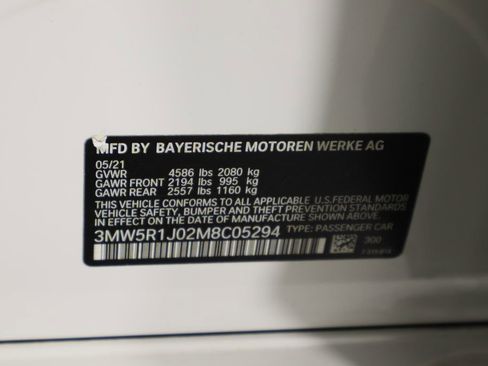 MFD BY BAYERISCHE MOTOREN WERKE AG
05/21
GVWR 4586 lbs 2080 kg
GAWR FRONT 2194 lbs 995 kg
GAWR REAR 2557 lbs 1160 kg
THIS VEHICLE CONFORMS TO ALL APPLICABLE U.S.FEDERAL MOTOR
VEHICLE SAFETY, BUMPER AND THEFT PREVENTION STANDARDS
IN EFFECT ON THE DATE OF MANUFACTURE SHOWN ABOVE.
3MW5R1J02M8C05294 TYPE: PASSENGER CAR
300